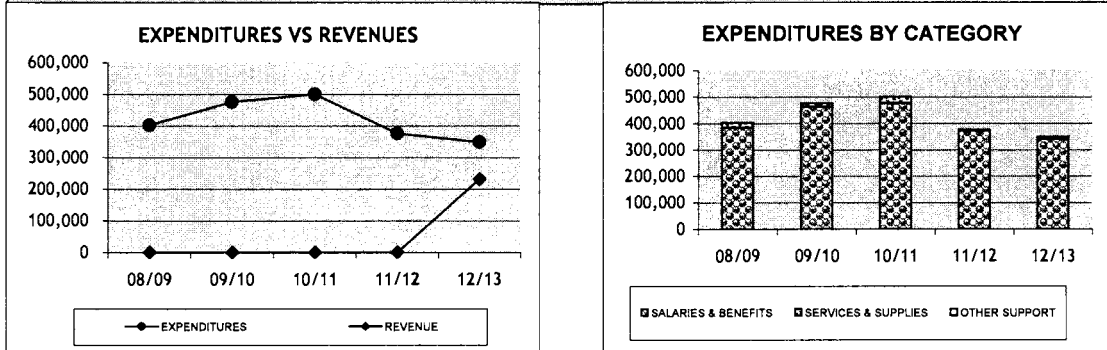 EXPENDITURES VS REVENUES
600,000
500,000
400,000
300,000
200,000
100,000
0
08/09 09/10 10/11 11/12 12/13
EXPENDITURES REVENUE
EXPENDITURES BY CATEGORY
600,000
500,000
400,000
300,000
200,000
100,000
0
08/09 09/10 10/11 11/12 12/13
SALARIES & BENEFITS SERVICES & SUPPLIES OTHER SUPPORT